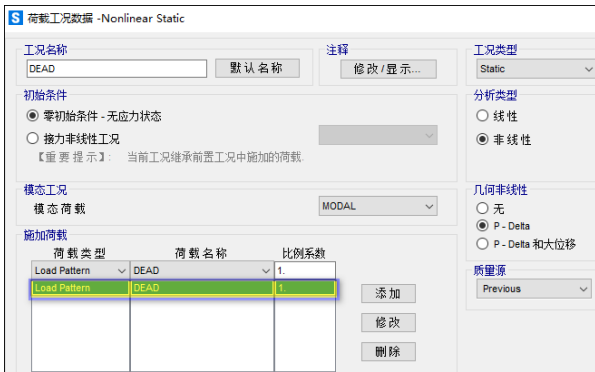 S 荷载工况数据 -Nonlinear Static
工况名称
DEAD
默认名称
注释
修改/显示...
工况类型
Static
初始条件
零初始条件 - 无应力状态
接力非线性工况
【重要提示】: 当前工况继承前置工况中施加的荷载.
分析类型
线性
非线性
模态工况
模态荷载
MODAL
几何非线性
无
P - Delta
P - Delta 和大位移
施加荷载
荷载类型 荷载名称 比例系数
Load Pattern DEAD 1.
Load Pattern DEAD 1.
添加
修改
删除
质量源
Previous